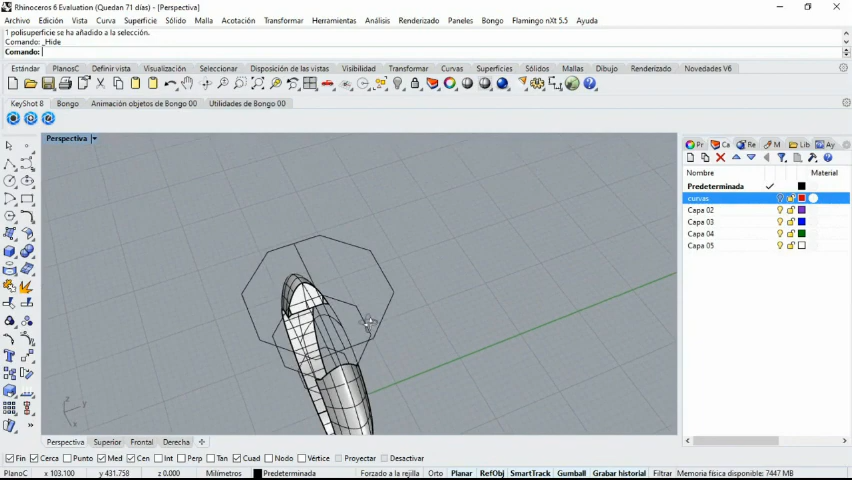 Rhinoceros 6 Evaluation (Quedan 71 días) - [Perspectiva]
Archivo Edición Vista Curva Superficie Sólido Malla Acotación Transformar Herramientas Análisis Renderizado Paneles Bongo Flamingo nXt 5.5 Ayuda
1 polisuperficie se ha añadido a la selección.
Comando: _Hide
Comando:
Estándar PlanosC Definir vista Visualización Seleccionar Disposición de las vistas Visibilidad Transformar Curvas Superficies Sólidos Mallas Dibujo Renderizado Novedades V6
KeyShot 8 Bongo Animación objetos de Bongo 00 Utilidades de Bongo 00
Perspectiva
Pr Ca Re M Lib Ay
Nombre Material
Predeterminada
curvas
Capa 02
Capa 03
Capa 04
Capa 05
z y x
Perspectiva Superior Frontal Derecha
Fin Cerca Punto Med Cen Int Perp Tan Cuad Nodo Vértice Proyectar Desactivar
PlanoC x 103.100 y 431.758 z 0.000 Milímetros Predeterminada Forzado a la rejilla Orto Planar RefObj SmartTrack Gumball Grabar historial Filtrar Memoria física disponible: 7447 MB